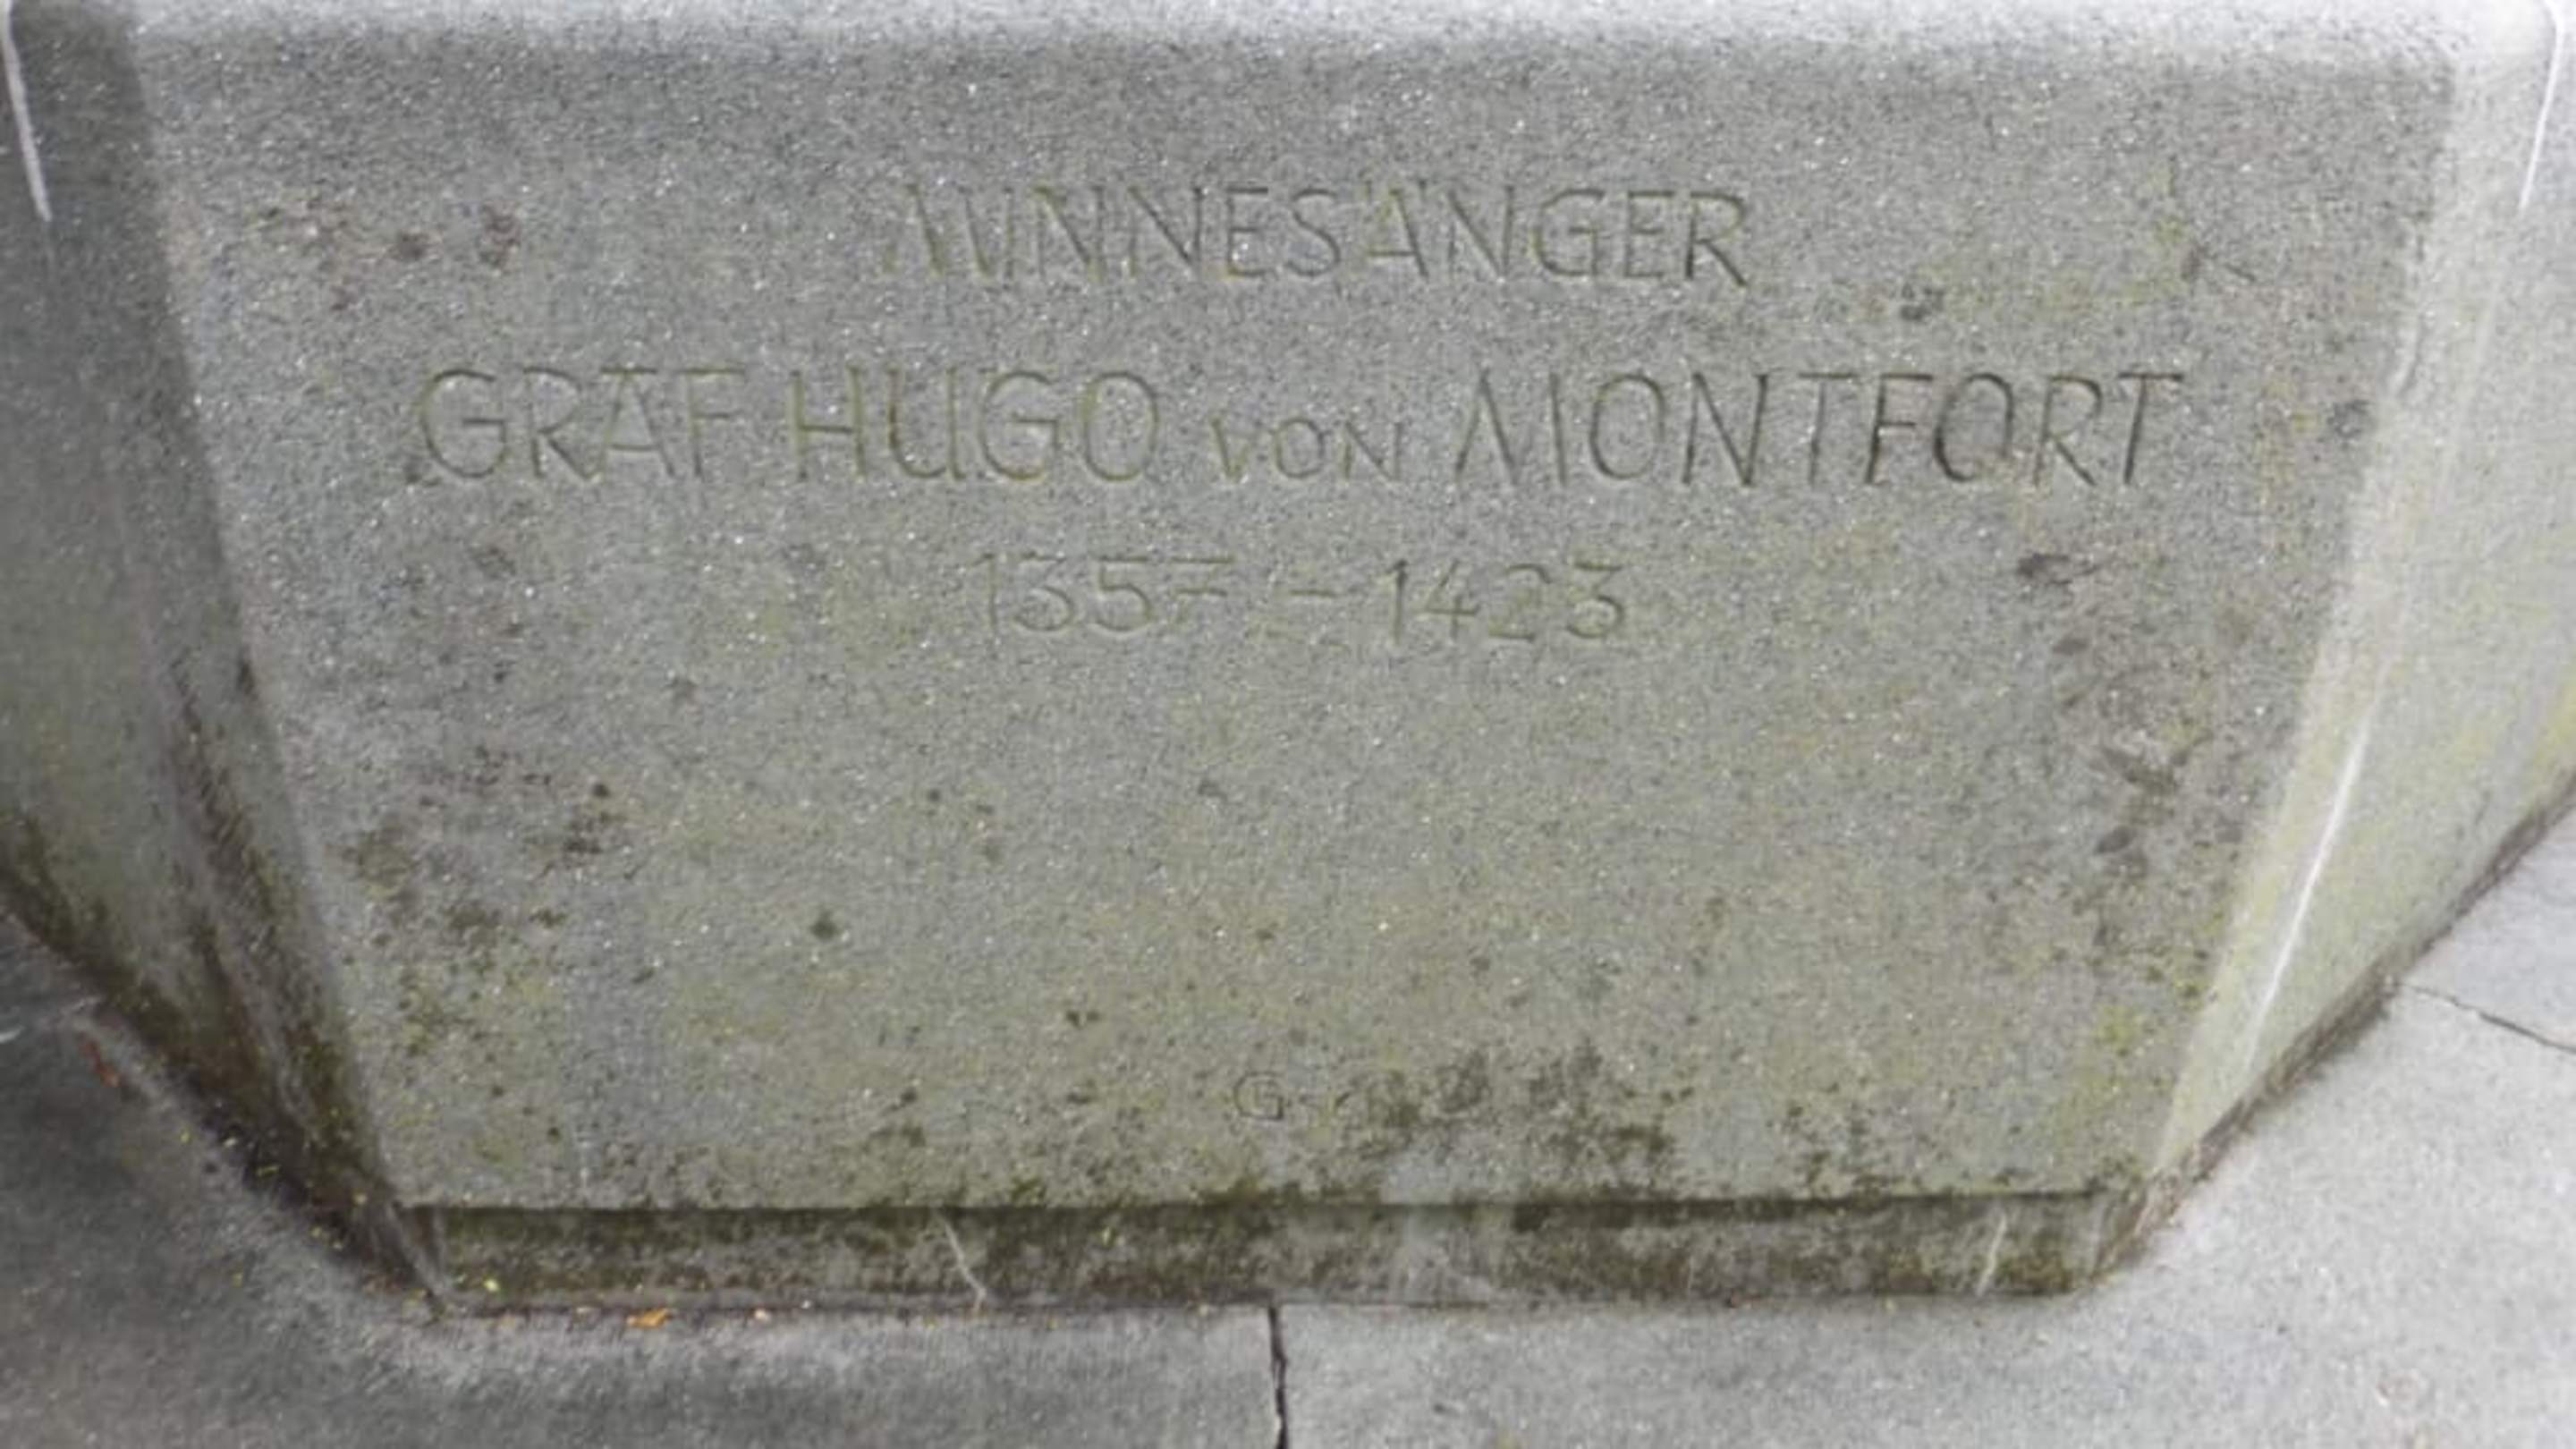 MINNESÄNGER
GRAF HUGO VON MONTFORT
1357 – 1423